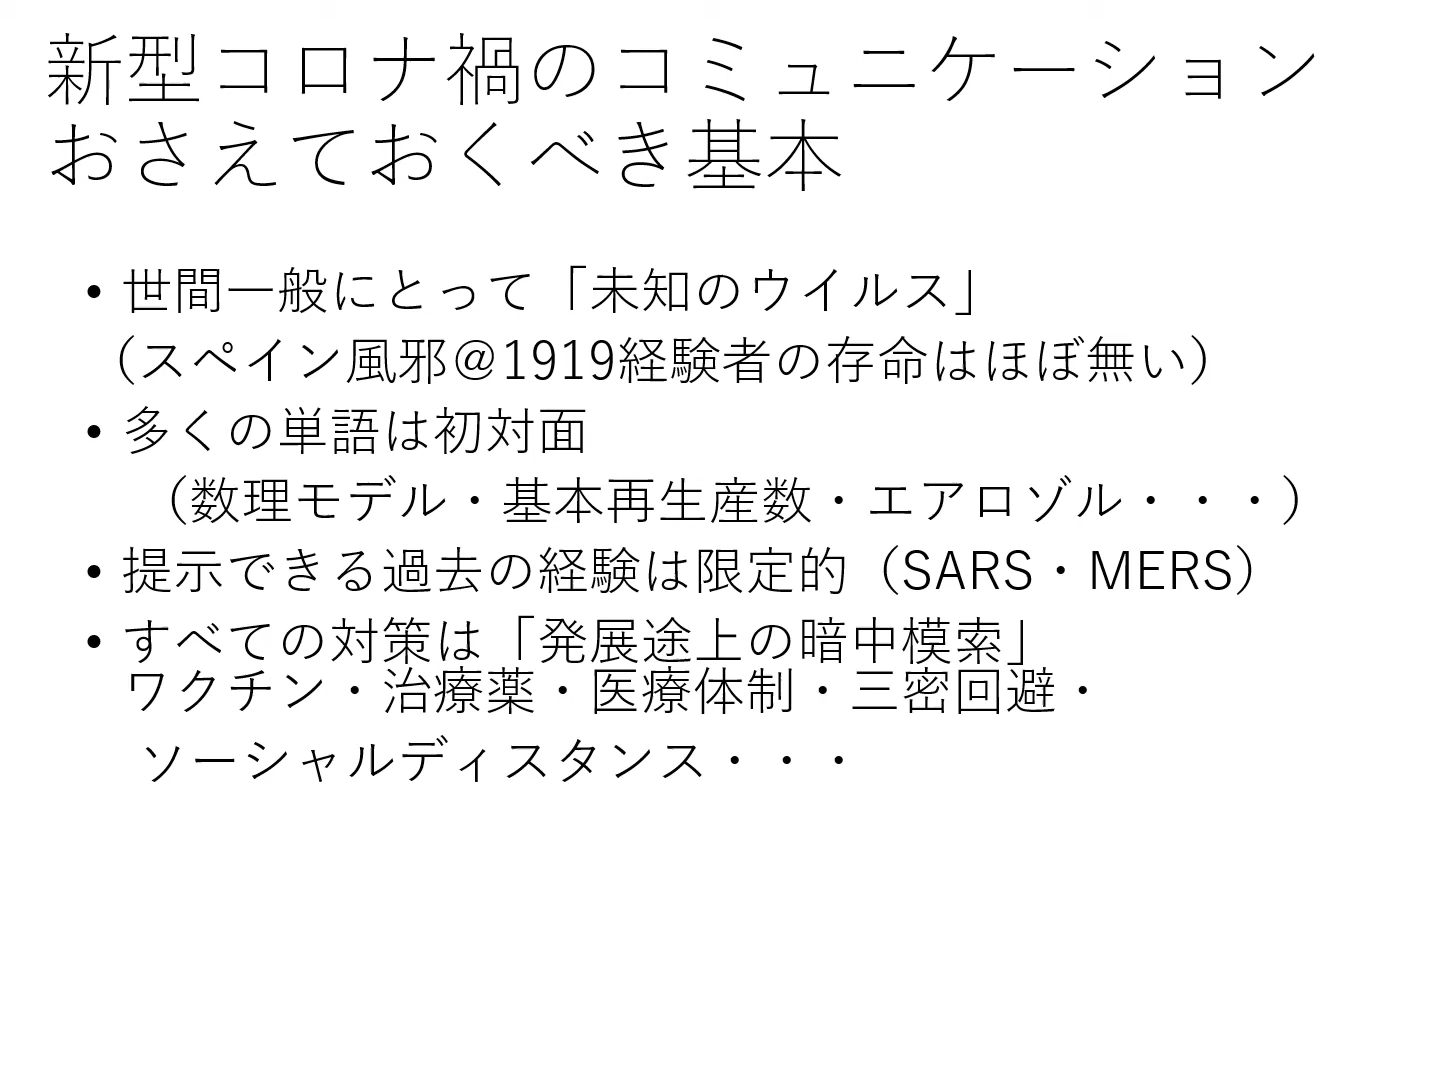 新型コロナ禍のコミュニケーション
おさえておくべき基本
• 世間一般にとって「未知のウイルス」
（スペイン風邪＠1919経験者の存命はほぼ無い）
• 多くの単語は初対面
（数理モデル・基本再生産数・エアロゾル・・・）
• 提示できる過去の経験は限定的（SARS・MERS）
• すべての対策は「発展途上の暗中模索」
ワクチン・治療薬・医療体制・三密回避・
ソーシャルディスタンス・・・